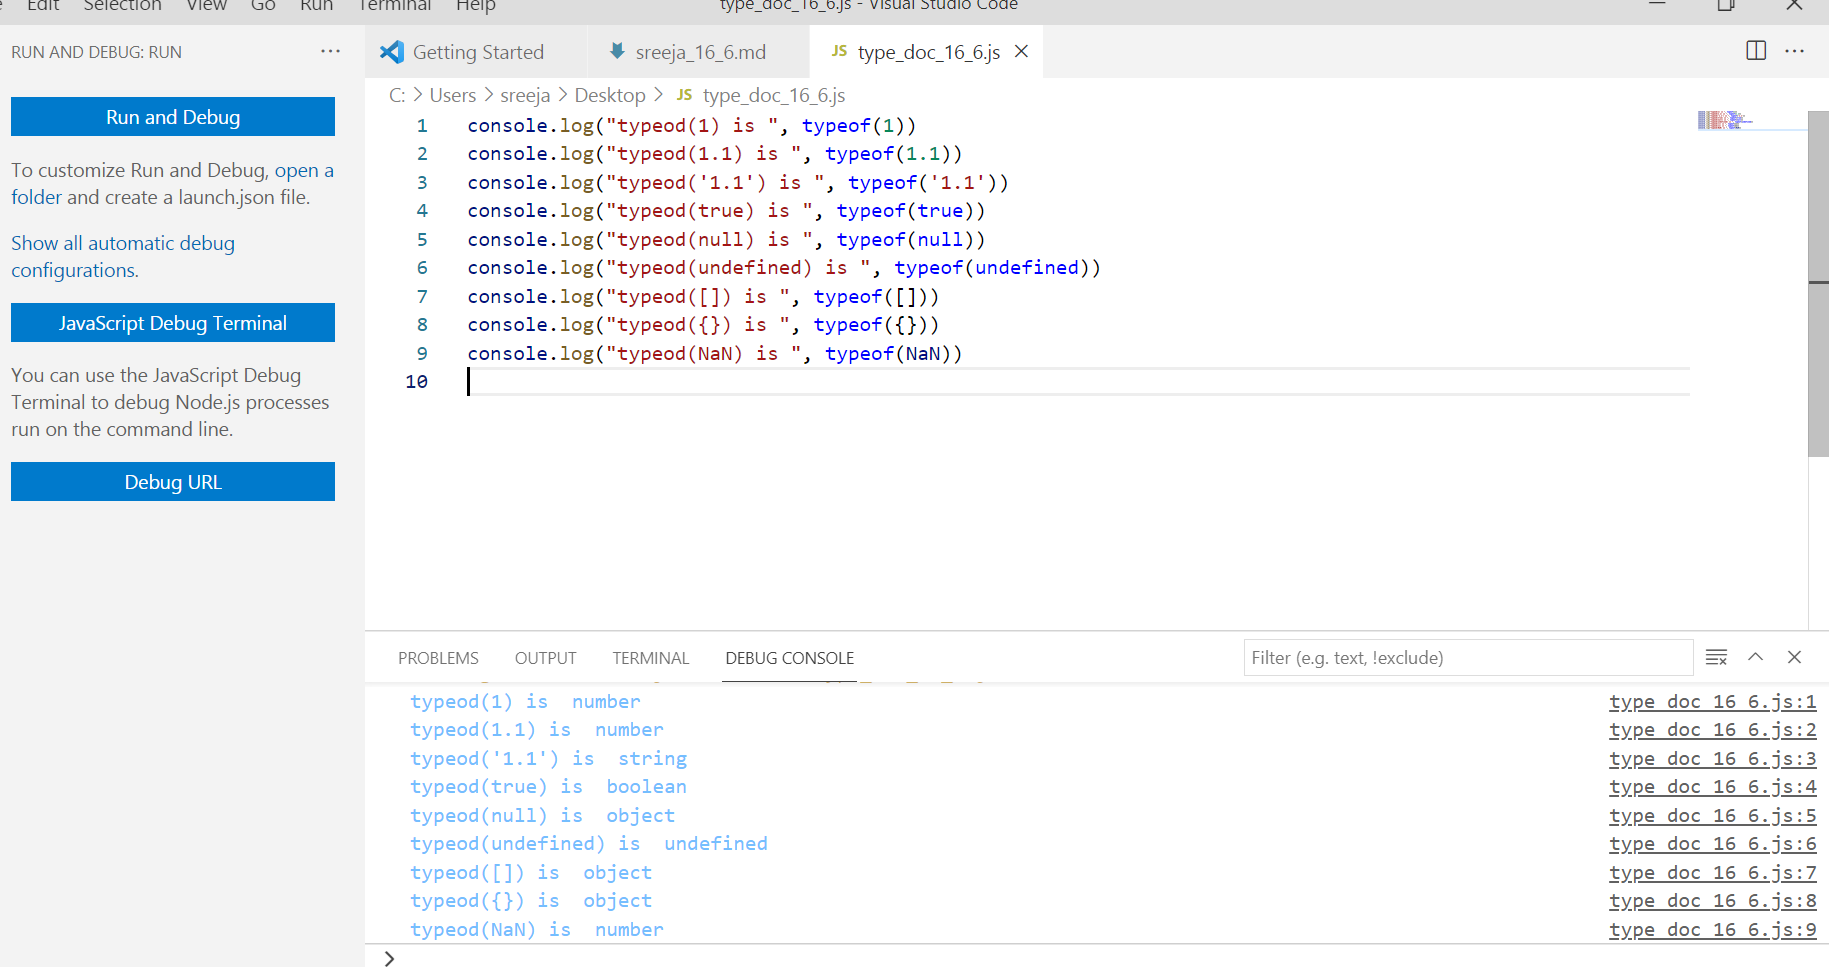 Edit Selection View Go Run Terminal Help type_doc_16_6.js - Visual Studio Code
RUN AND DEBUG: RUN
Run and Debug
To customize Run and Debug, open a
folder and create a launch.json file.
Show all automatic debug
configurations.
JavaScript Debug Terminal
You can use the JavaScript Debug
Terminal to debug Node.js processes
run on the command line.
Debug URL
Getting Started sreeja_16_6.md JS type_doc_16_6.js
C: > Users > sreeja > Desktop > JS type_doc_16_6.js
1 console.log("typeod(1) is ", typeof(1))
2 console.log("typeod(1.1) is ", typeof(1.1))
3 console.log("typeod('1.1') is ", typeof('1.1'))
4 console.log("typeod(true) is ", typeof(true))
5 console.log("typeod(null) is ", typeof(null))
6 console.log("typeod(undefined) is ", typeof(undefined))
7 console.log("typeod([]) is ", typeof([]))
8 console.log("typeod({}) is ", typeof({}))
9 console.log("typeod(NaN) is ", typeof(NaN))
10
PROBLEMS OUTPUT TERMINAL DEBUG CONSOLE Filter (e.g. text, !exclude)
typeod(1) is  number type_doc_16_6.js:1
typeod(1.1) is  number type_doc_16_6.js:2
typeod('1.1') is  string type_doc_16_6.js:3
typeod(true) is  boolean type_doc_16_6.js:4
typeod(null) is  object type_doc_16_6.js:5
typeod(undefined) is  undefined type_doc_16_6.js:6
typeod([]) is  object type_doc_16_6.js:7
typeod({}) is  object type_doc_16_6.js:8
typeod(NaN) is  number type_doc_16_6.js:9
>